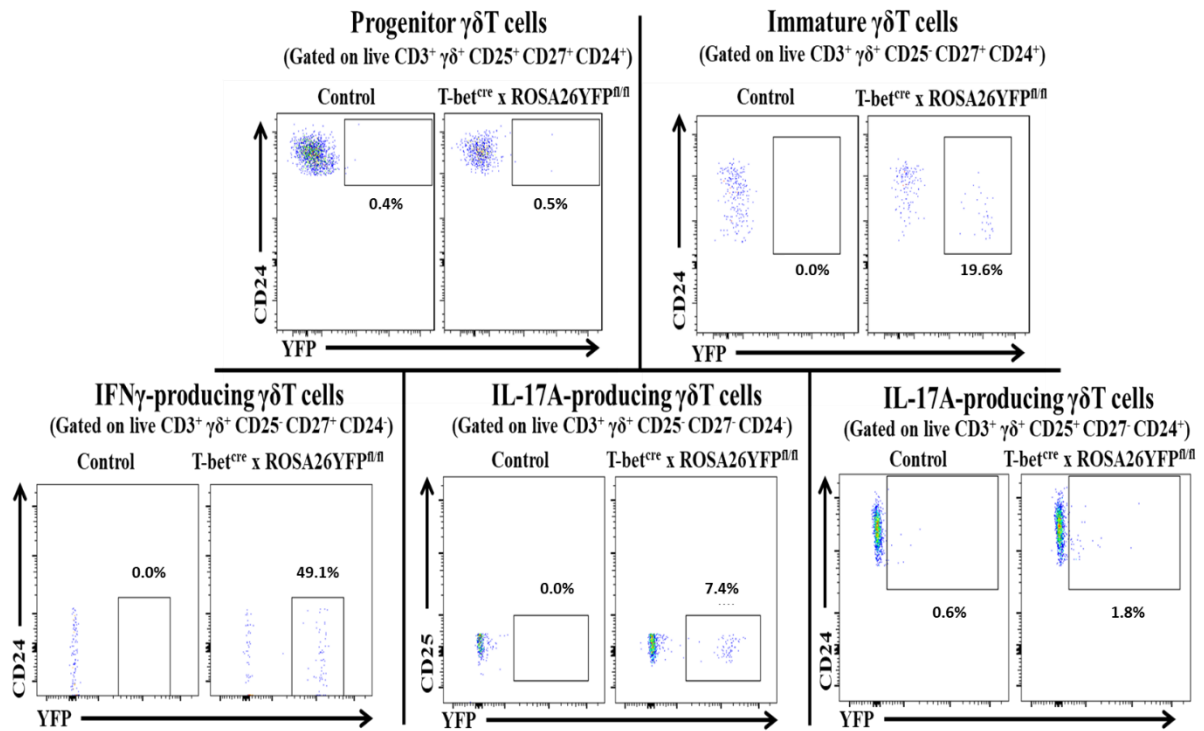 Progenitor γδT cells
(Gated on live CD3⁺ γδ⁺ CD25⁺ CD27⁺ CD24⁺)
Control T-betᶜʳᵉ x ROSA26YFPᶠˡ/ᶠˡ
CD24
0.4% 0.5%
YFP
Immature γδT cells
(Gated on live CD3⁺ γδ⁺ CD25⁻ CD27⁺ CD24⁺)
Control T-betᶜʳᵉ x ROSA26YFPᶠˡ/ᶠˡ
CD24
0.0% 19.6%
YFP
IFNγ-producing γδT cells
(Gated on live CD3⁺ γδ⁺ CD25⁻ CD27⁺ CD24⁻)
Control T-betᶜʳᵉ x ROSA26YFPᶠˡ/ᶠˡ
0.0% 49.1%
CD24
YFP
IL-17A-producing γδT cells
(Gated on live CD3⁺ γδ⁺ CD25⁻ CD27⁻ CD24⁻)
Control T-betᶜʳᵉ x ROSA26YFPᶠˡ/ᶠˡ
0.0% 7.4%
CD25
YFP
IL-17A-producing γδT cells
(Gated on live CD3⁺ γδ⁺ CD25⁺ CD27⁻ CD24⁺)
Control T-betᶜʳᵉ x ROSA26YFPᶠˡ/ᶠˡ
CD24
0.6% 1.8%
YFP